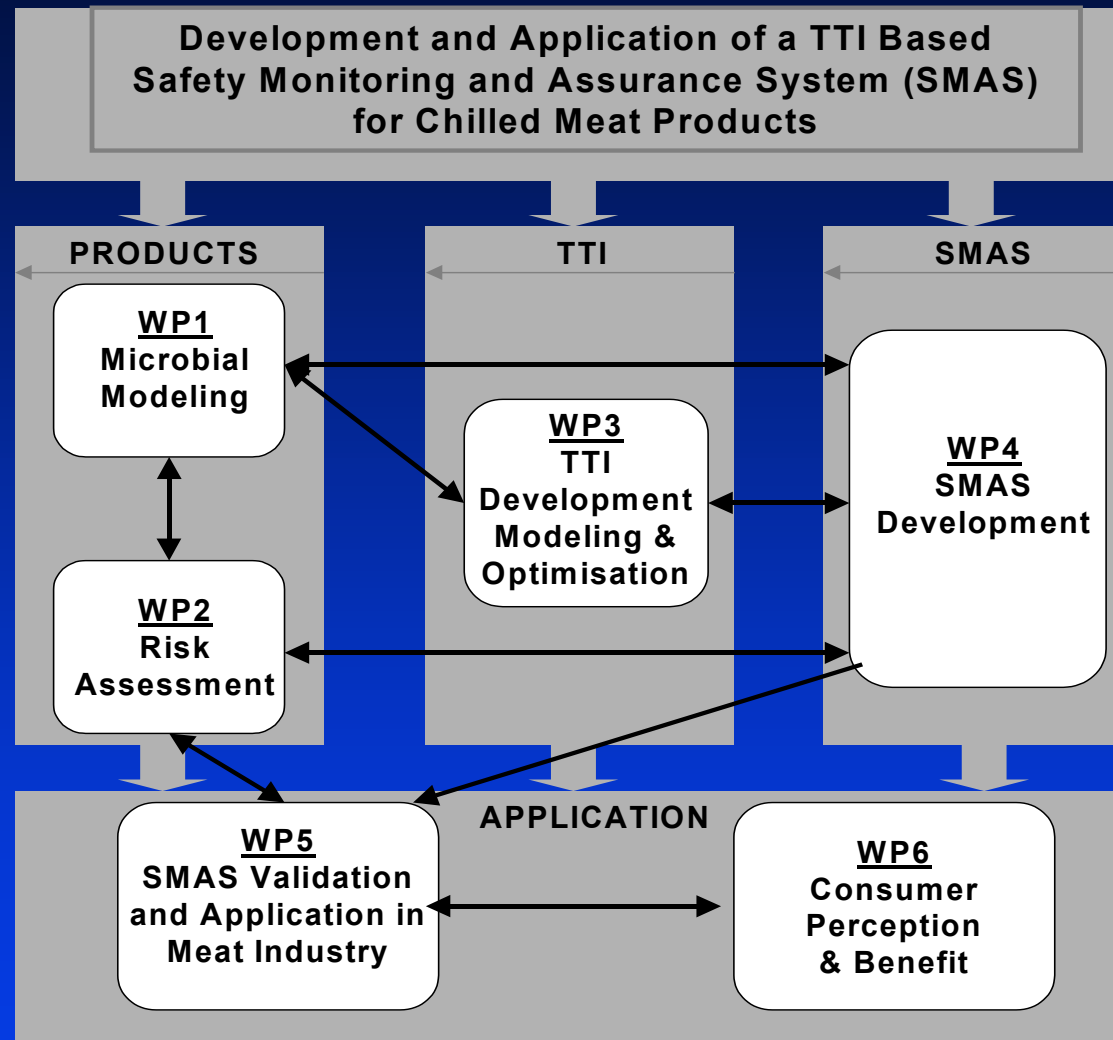 Development and Application of a TTI Based
Safety Monitoring and Assurance System (SMAS)
for Chilled Meat Products
PRODUCTS
TTI
SMAS
WP1
Microbial
Modeling
WP3
TTI
Development
Modeling &
Optimisation
WP4
SMAS
Development
WP2
Risk
Assessment
APPLICATION
WP5
SMAS Validation
and Application in
Meat Industry
WP6
Consumer
Perception
& Benefit